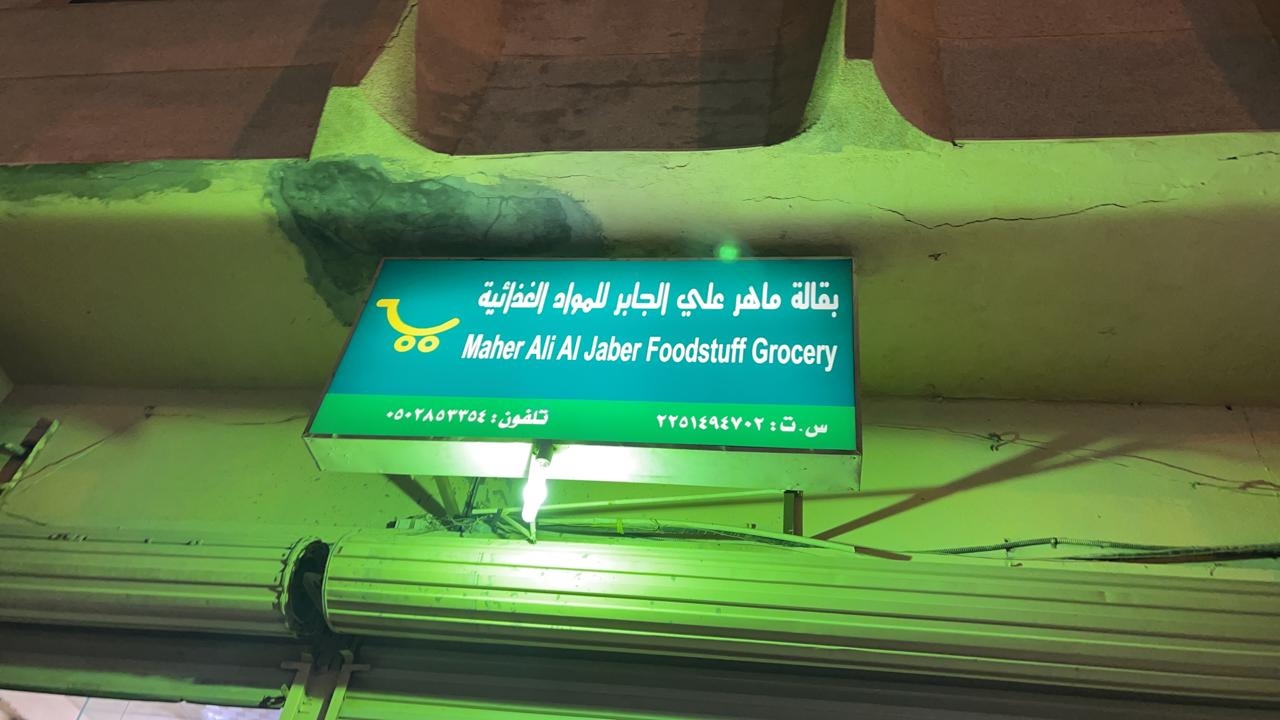 بقالة ماهر علي الجابر للمواد الغذائية
Maher Ali Al Jaber Foodstuff Grocery
س.ت: ٢٢٥١٤٩٤٧٠٢ تلفون: ٠٥٠٢٨٥٣٣٥٤